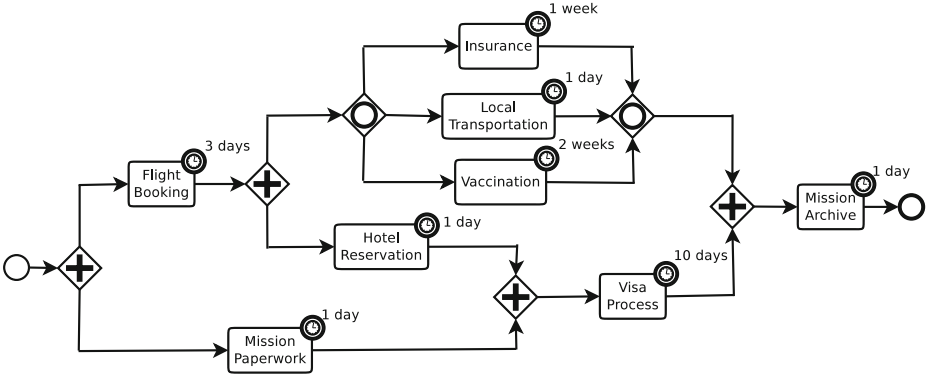 1 week
Insurance
1 day
Local
Transportation
3 days
Flight
Booking
2 weeks
Vaccination
1 day
Mission
Archive
1 day
Hotel
Reservation
10 days
Visa
Process
1 day
Mission
Paperwork